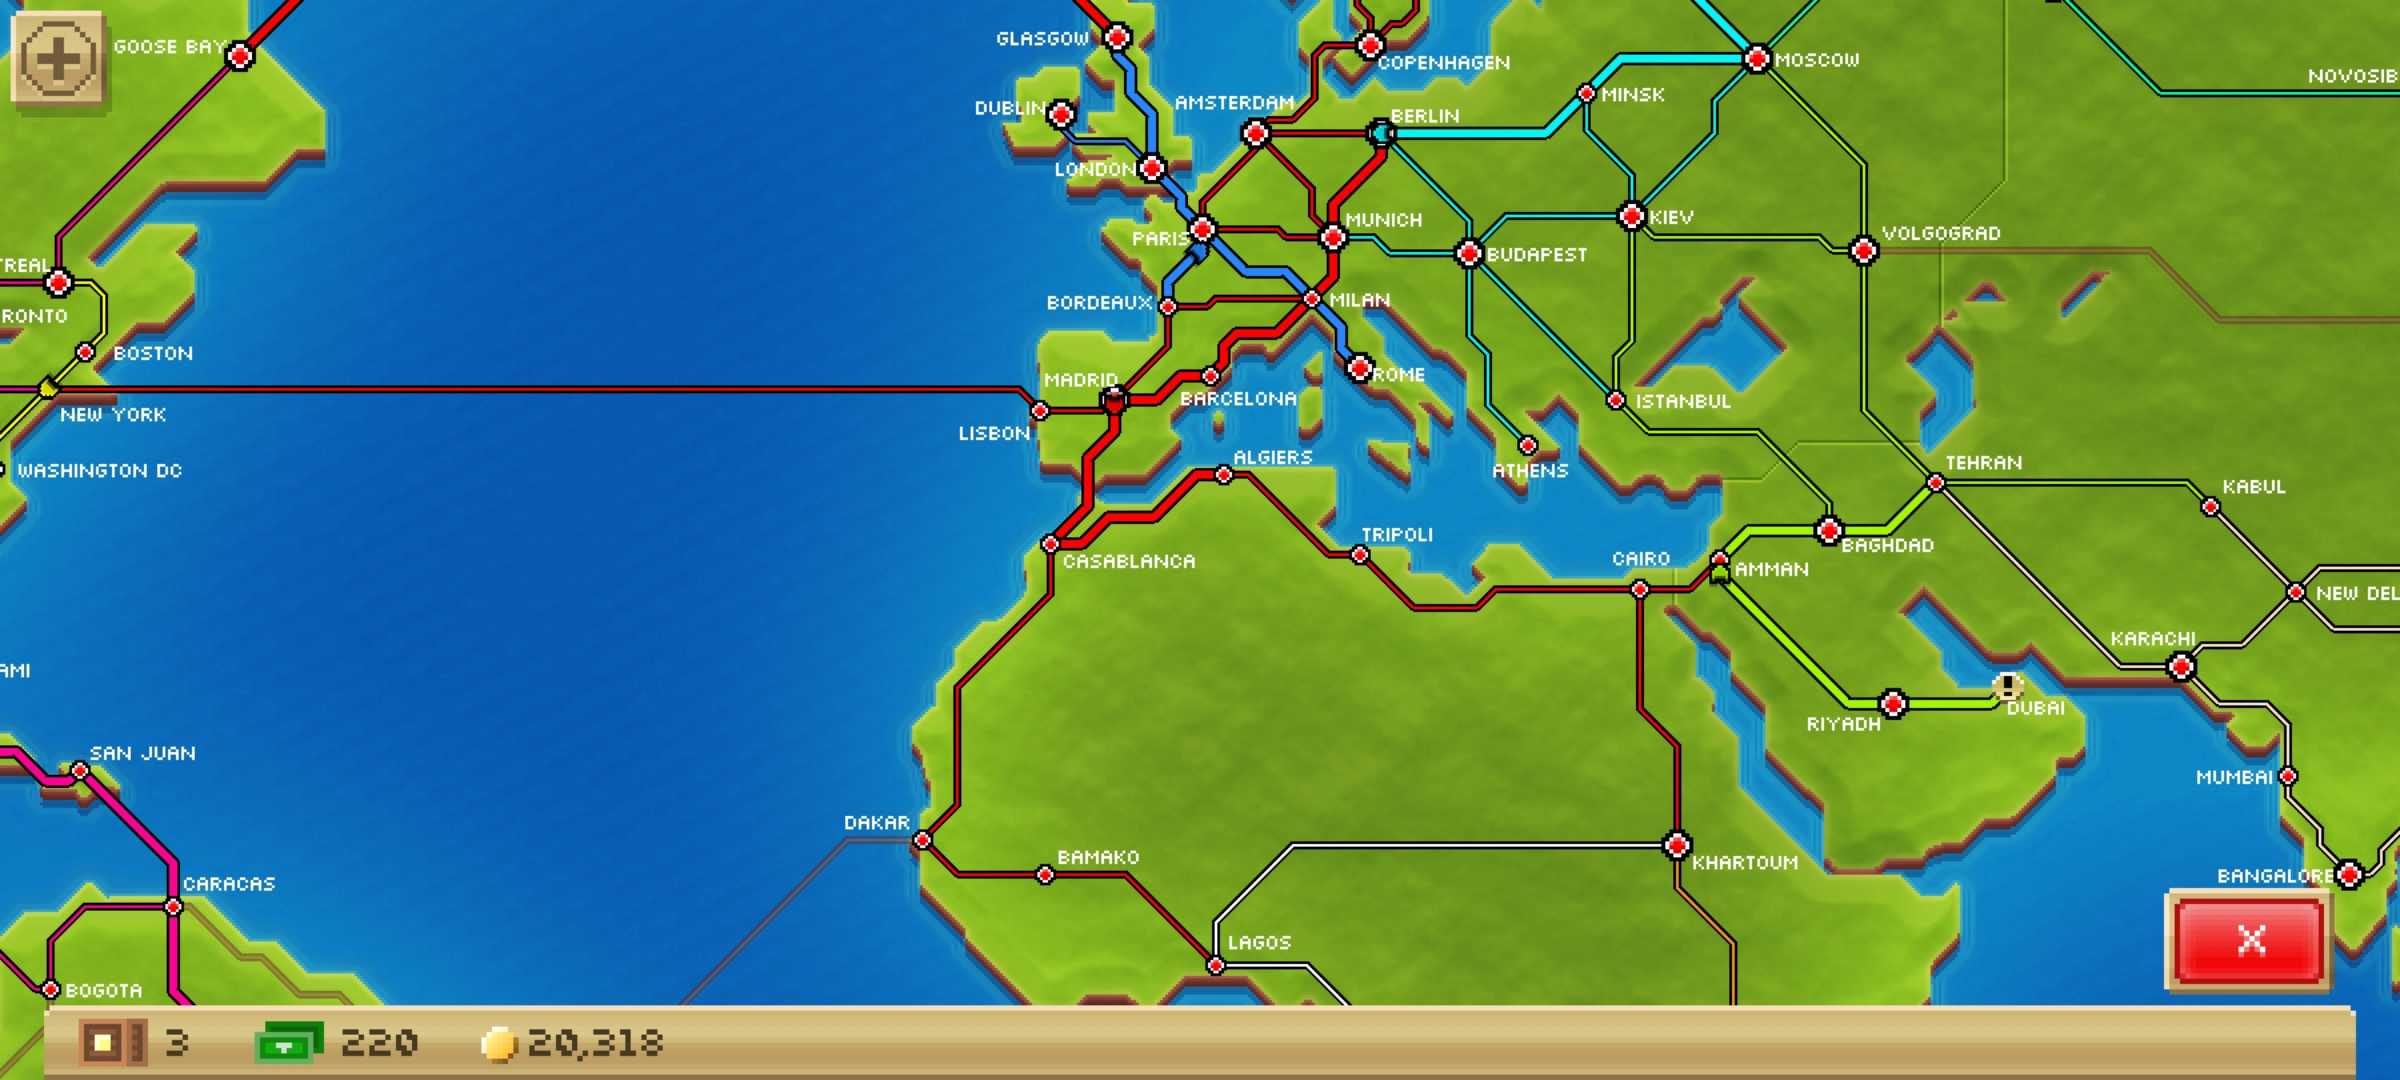 GOOSE BAY
GLASGOW
COPENHAGEN
MOSCOW
NOVOSIB
DUBLIN
AMSTERDAM
BERLIN
MINSK
LONDON
PARIS
MUNICH
KIEV
BUDAPEST
VOLGOGRAD
TREAL
RONTO
BORDEAUX
MILAN
BOSTON
MADRID
ROME
BARCELONA
ISTANBUL
NEW YORK
LISBON
WASHINGTON DC
ALGIERS
ATHENS
TEHRAN
KABUL
TRIPOLI
CASABLANCA
CAIRO
AMMAN
BAGHDAD
NEW DEL
KARACHI
AMI
RIYADH
DUBAI
SAN JUAN
MUMBAI
DAKAR
BAMAKO
KHARTOUM
CARACAS
BANGALORE
LAGOS
BOGOTA
3 220 20,318